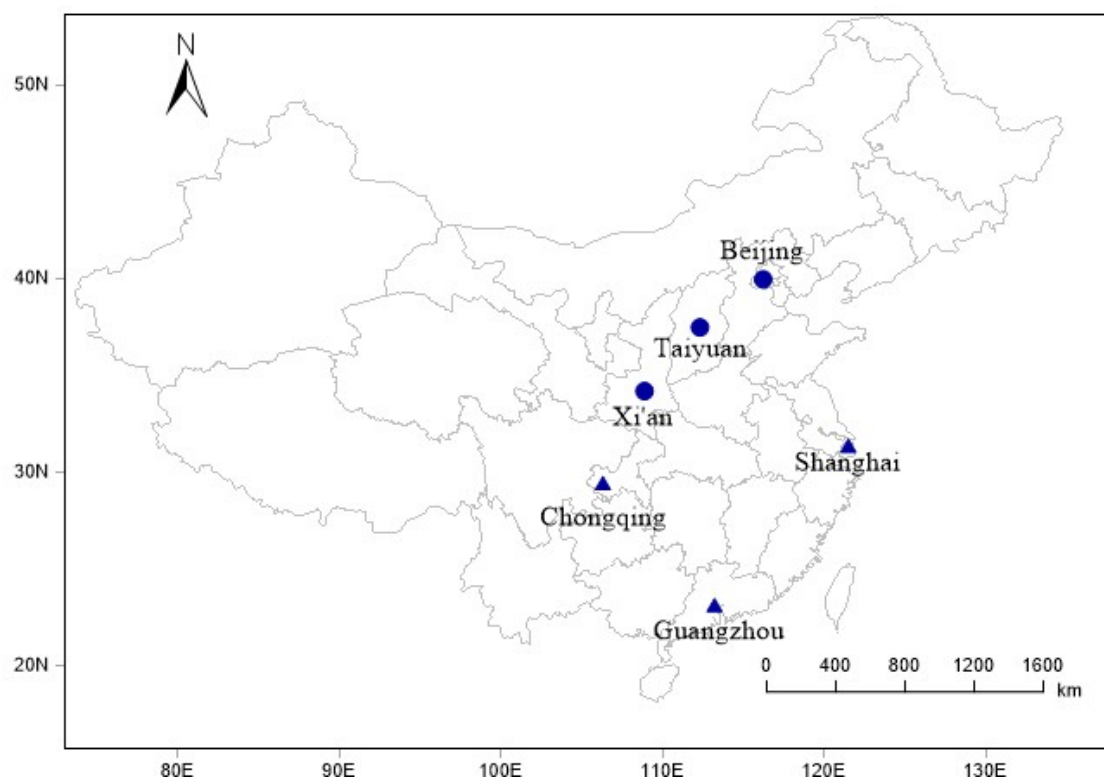 N
50N
40N
30N
20N
Beijing
Taiyuan
Xi'an
Shanghai
Chongqing
Guangzhou
0 400 800 1200 1600
km
80E 90E 100E 110E 120E 130E